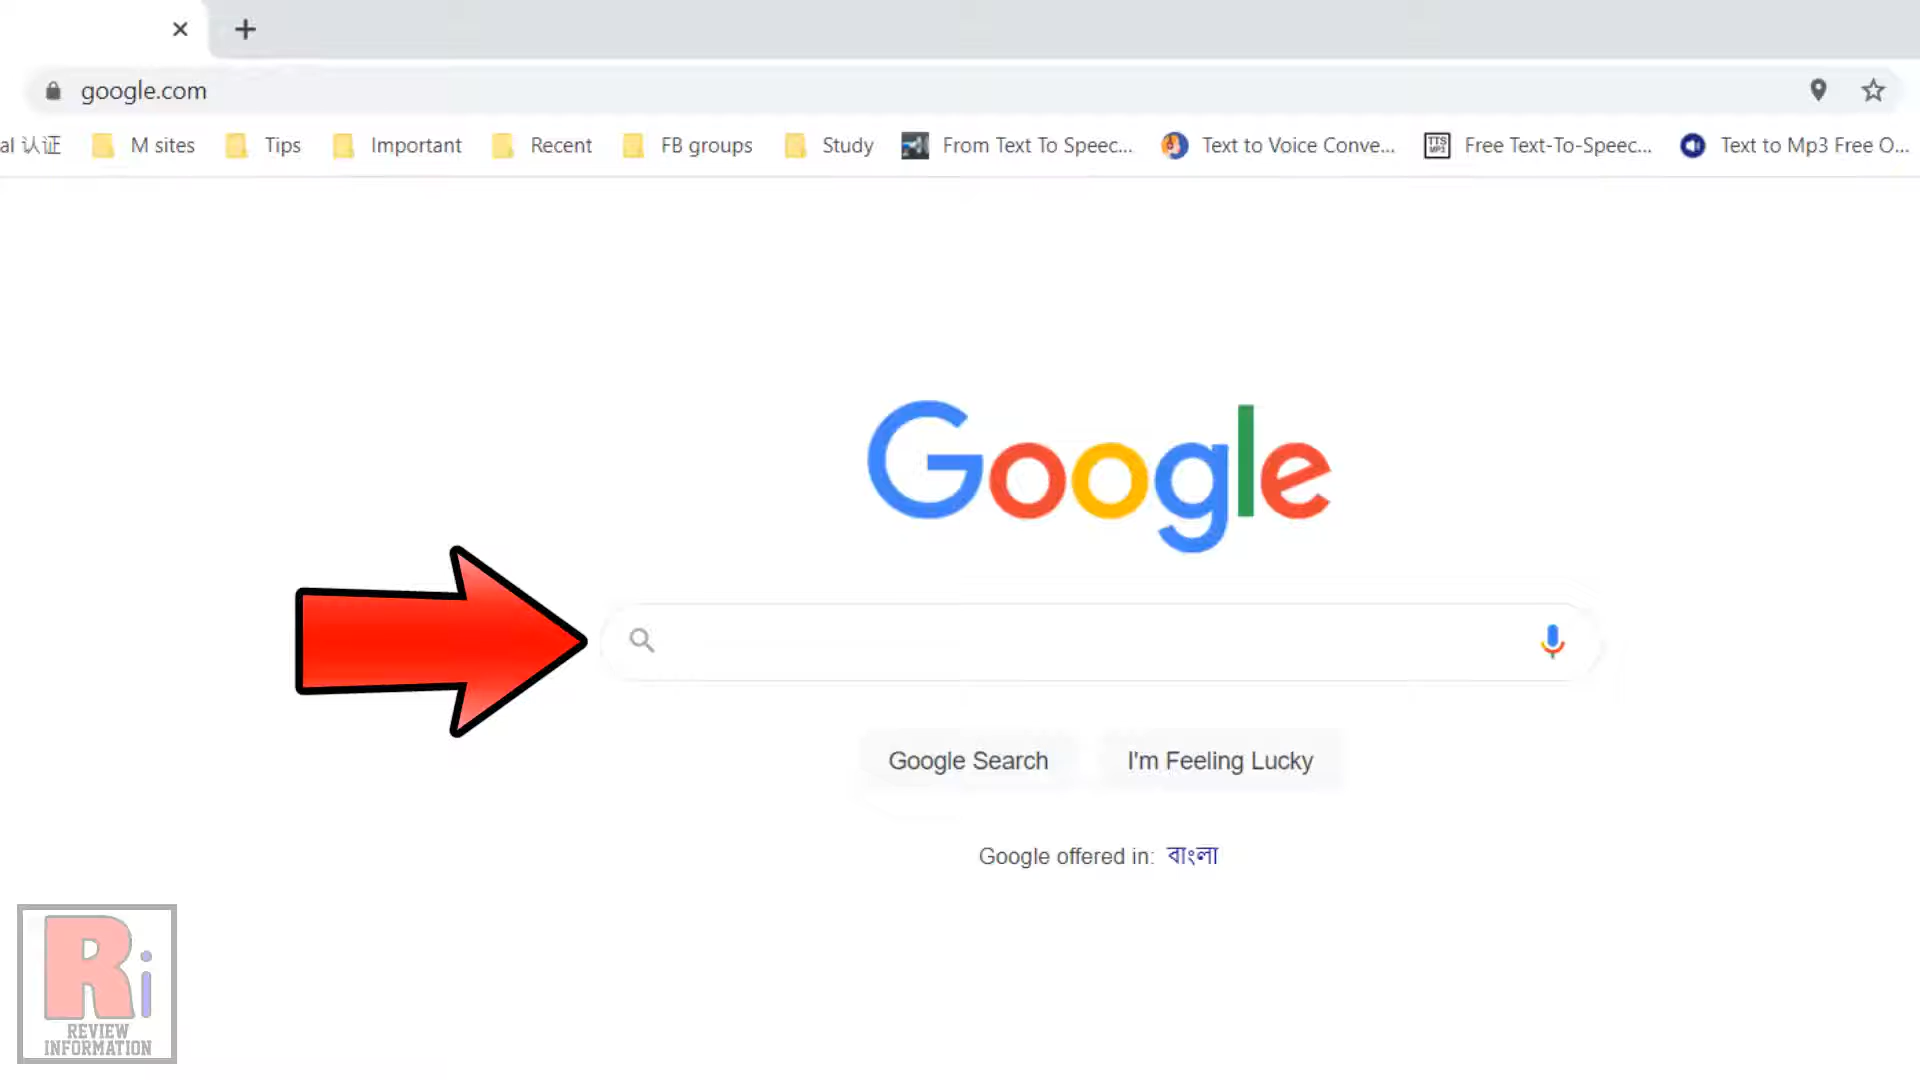 google.com
al 认证 M sites Tips Important Recent FB groups Study From Text To Speec... Text to Voice Conve... Free Text-To-Speec... Text to Mp3 Free O...
TTS
MP3
Google
Google Search I'm Feeling Lucky
Google offered in: বাংলা
Ri
REVIEW
INFORMATION